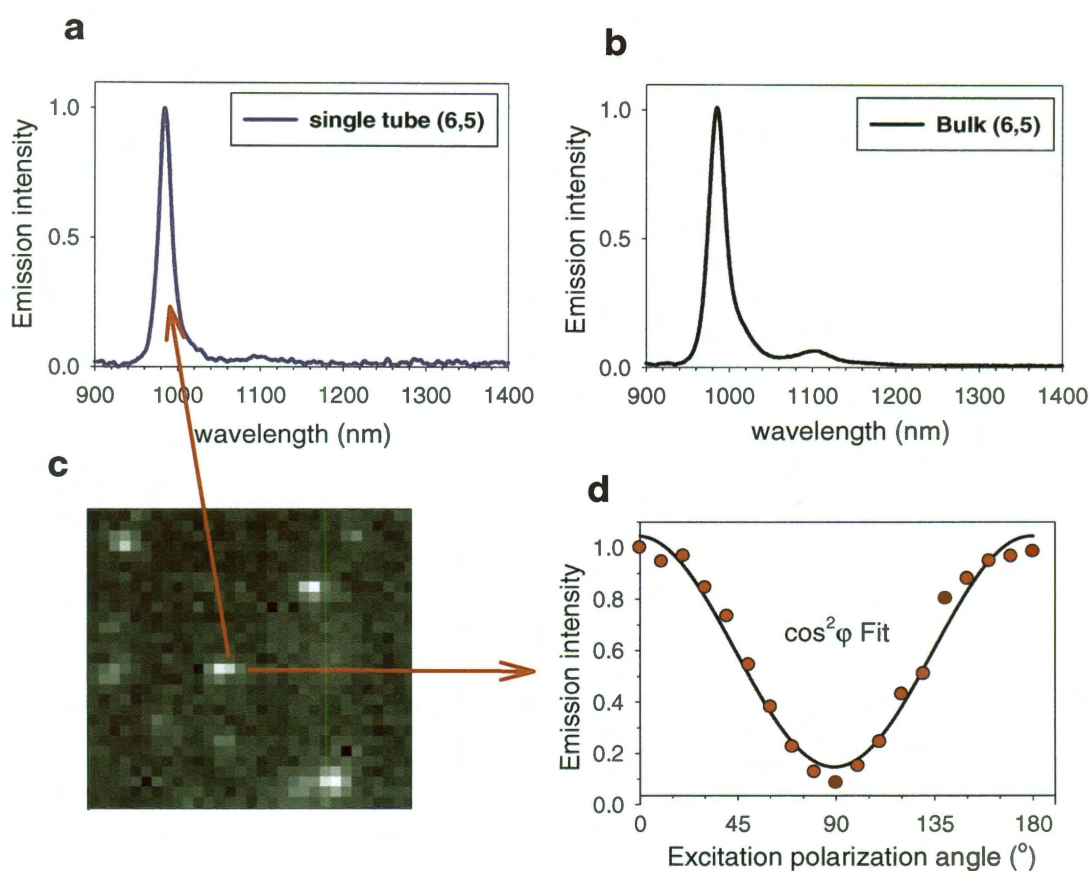 a
1.0
0.5
0.0
Emission intensity
single tube (6,5)
900 1000 1100 1200 1300 1400
wavelength (nm)
b
1.0
0.5
0.0
Emission intensity
Bulk (6,5)
900 1000 1100 1200 1300 1400
wavelength (nm)
c
d
1.0
0.8
0.6
0.4
0.2
0.0
Emission intensity
cos²φ Fit
0 45 90 135 180
Excitation polarization angle (°)